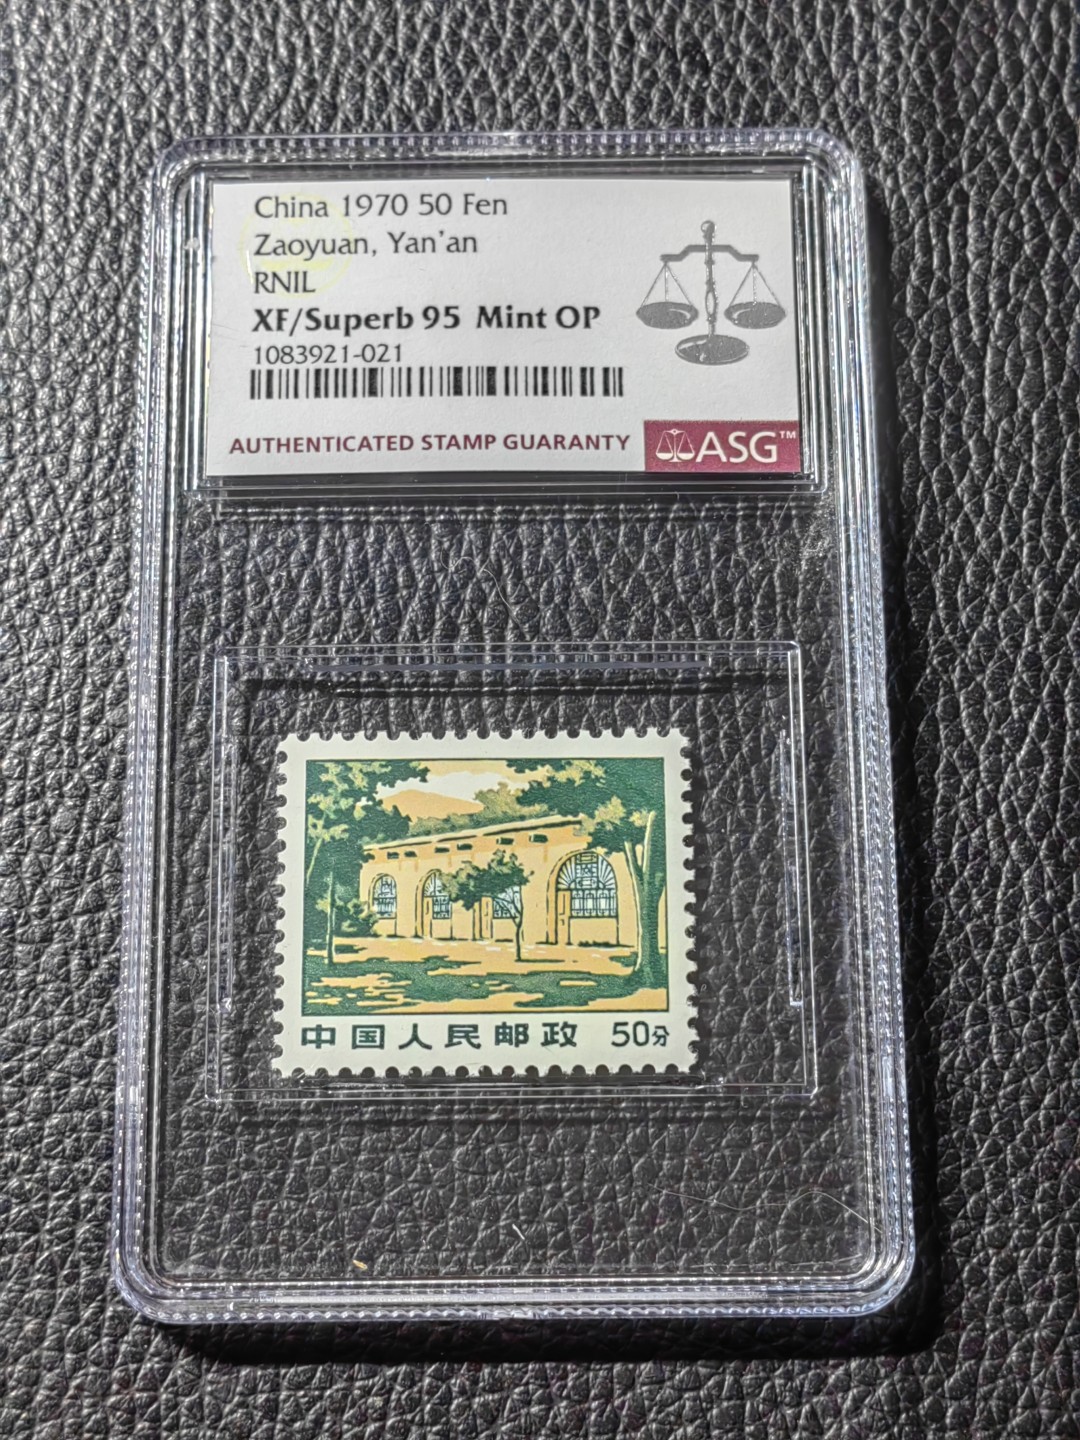 China 1970 50 Fen
Zaoyuan, Yan'an
RNIL
XF/Superb 95 Mint OP
1083921-021
AUTHENTICATED STAMP GUARANTY
ASG™
中国人民邮政 50分